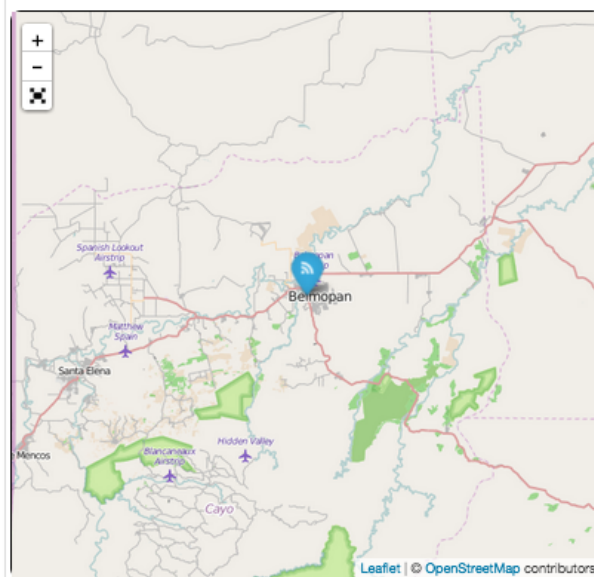 +
−
Spanish Lookout
Airstrip
Belmopan
Matthew
Spain
Santa Elena
Mencos
Hidden Valley
Blancaneaux
Airstrip
Cayo
Leaflet | © OpenStreetMap contributors